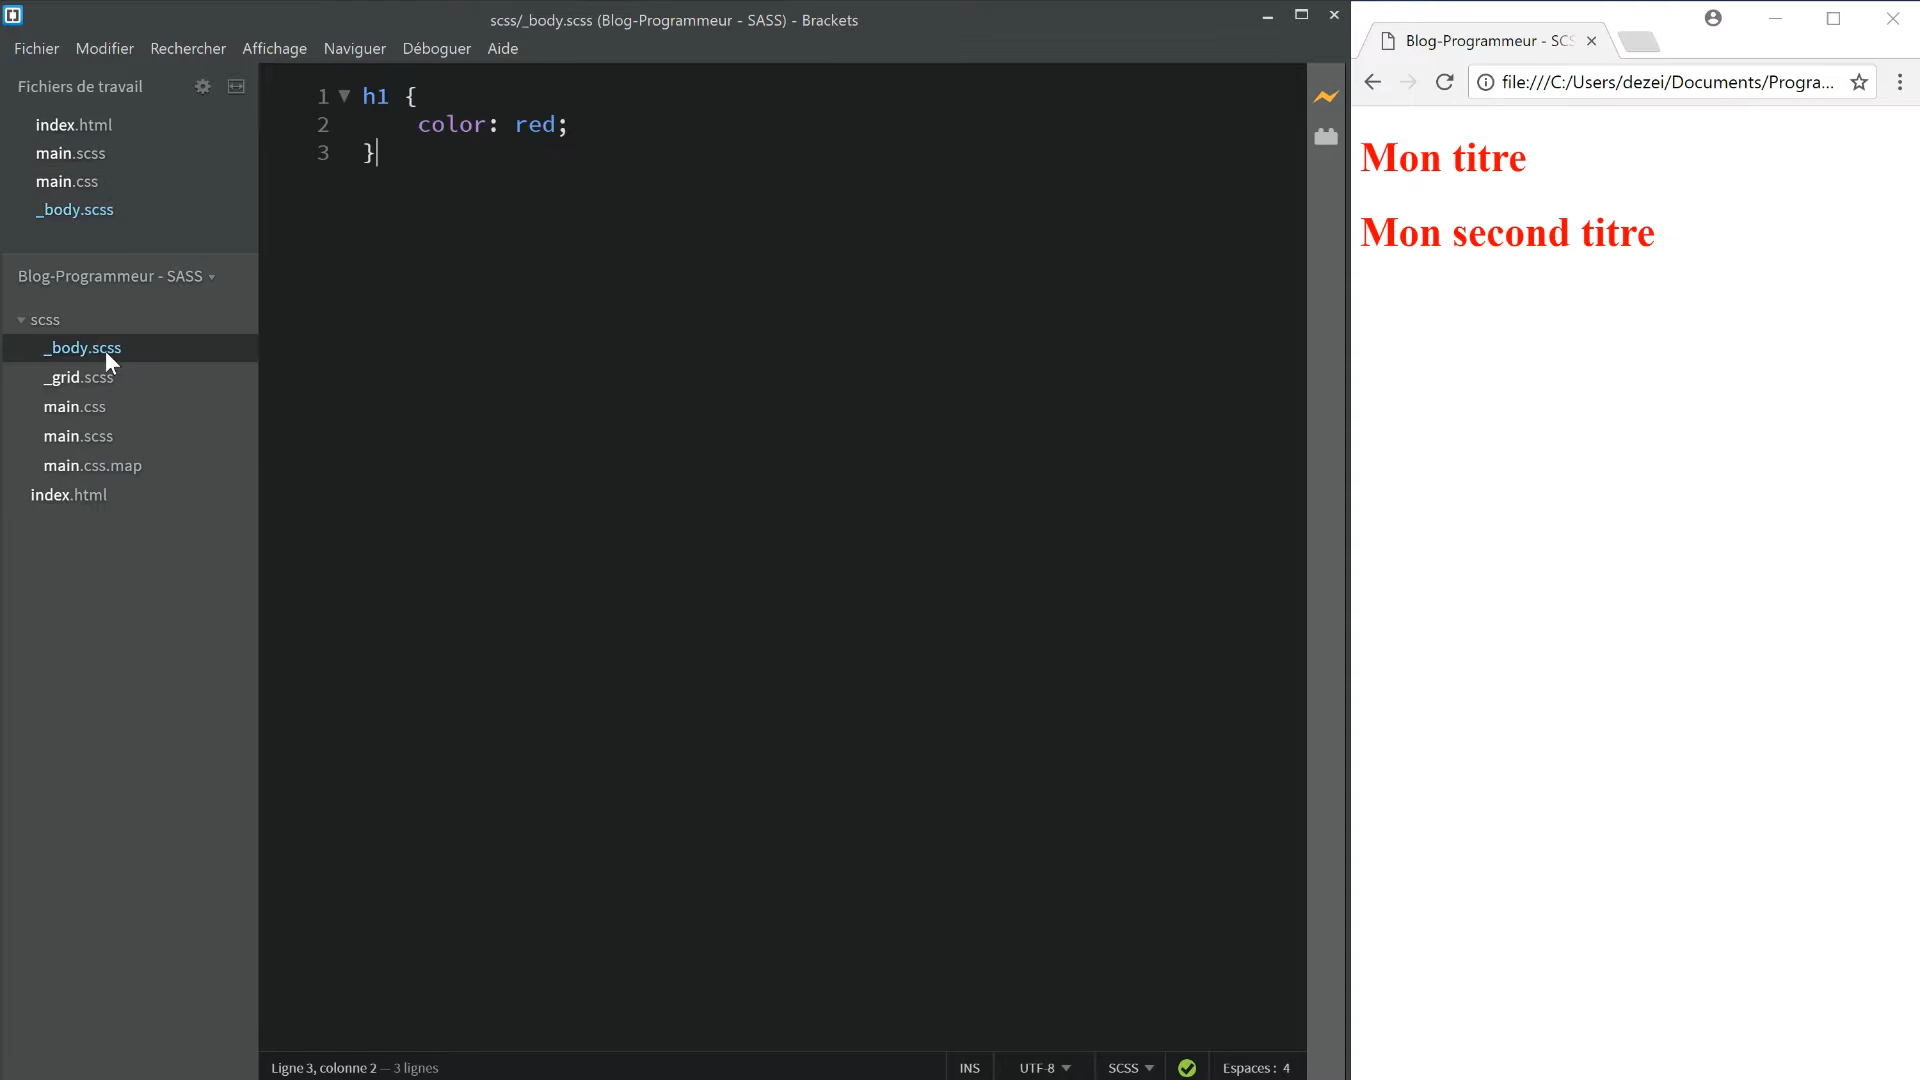 scss/_body.scss (Blog-Programmeur - SASS) - Brackets
Fichier Modifier Rechercher Affichage Naviguer Déboguer Aide
Fichiers de travail
index.html
main.scss
main.css
_body.scss
Blog-Programmeur - SASS
scss
_body.scss
_grid.scss
main.css
main.scss
main.css.map
index.html
1 h1 {
2 color: red;
3 }
Ligne 3, colonne 2 — 3 lignes
INS UTF-8 SCSS Espaces : 4
Blog-Programmeur - SCS
file:///C:/Users/dezei/Documents/Progra...
Mon titre
Mon second titre